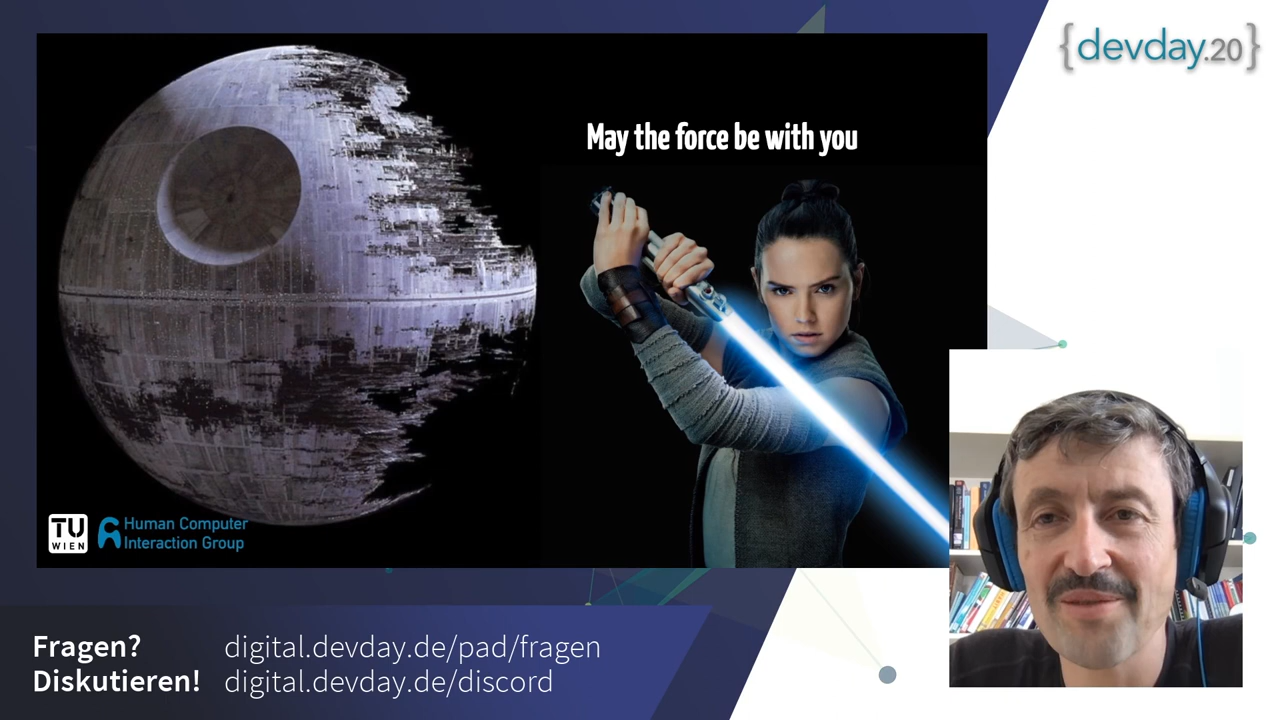 {devday.20}
May the force be with you
TU
WIEN
Human Computer
Interaction Group
Fragen? digital.devday.de/pad/fragen
Diskutieren! digital.devday.de/discord